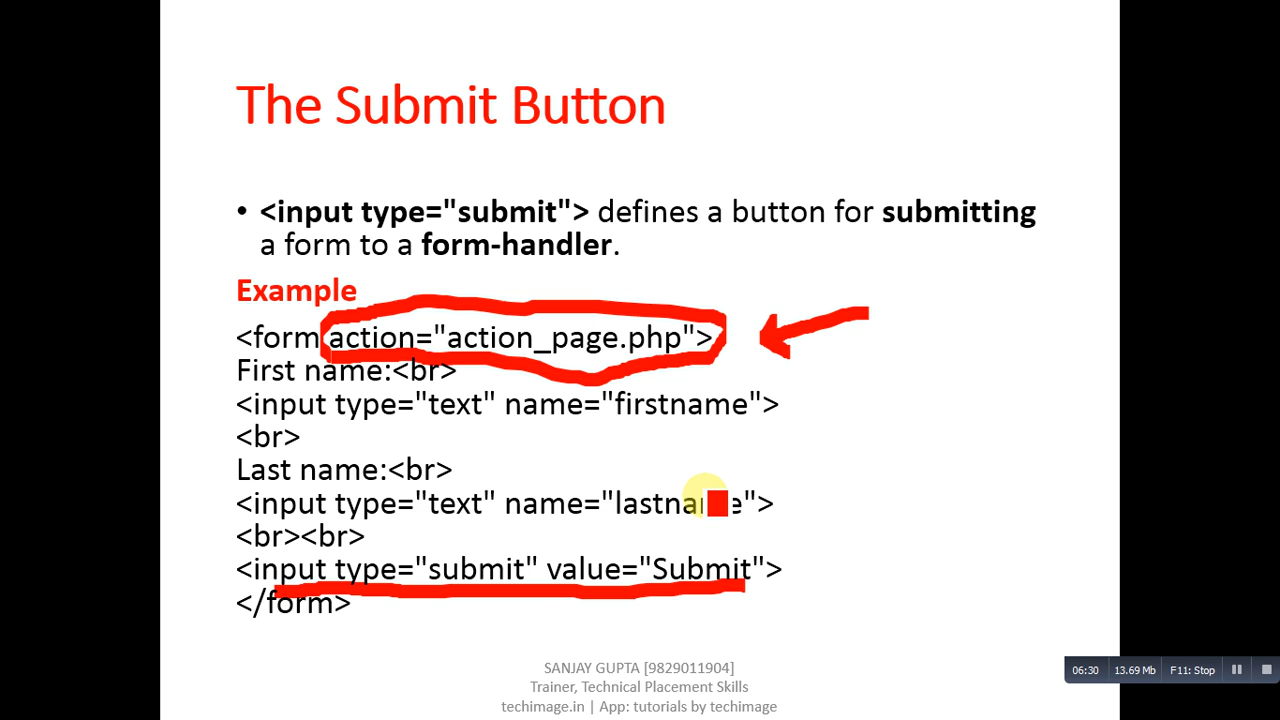 The Submit Button
• <input type="submit"> defines a button for submitting
a form to a form-handler.
Example
<form action="action_page.php">
First name:<br>
<input type="text" name="firstname">
<br>
Last name:<br>
<input type="text" name="lastname">
<br><br>
<input type="submit" value="Submit">
</form>
SANJAY GUPTA [9829011904]
Trainer, Technical Placement Skills
techimage.in | App: tutorials by techimage
06:30 13.69 Mb F11: Stop